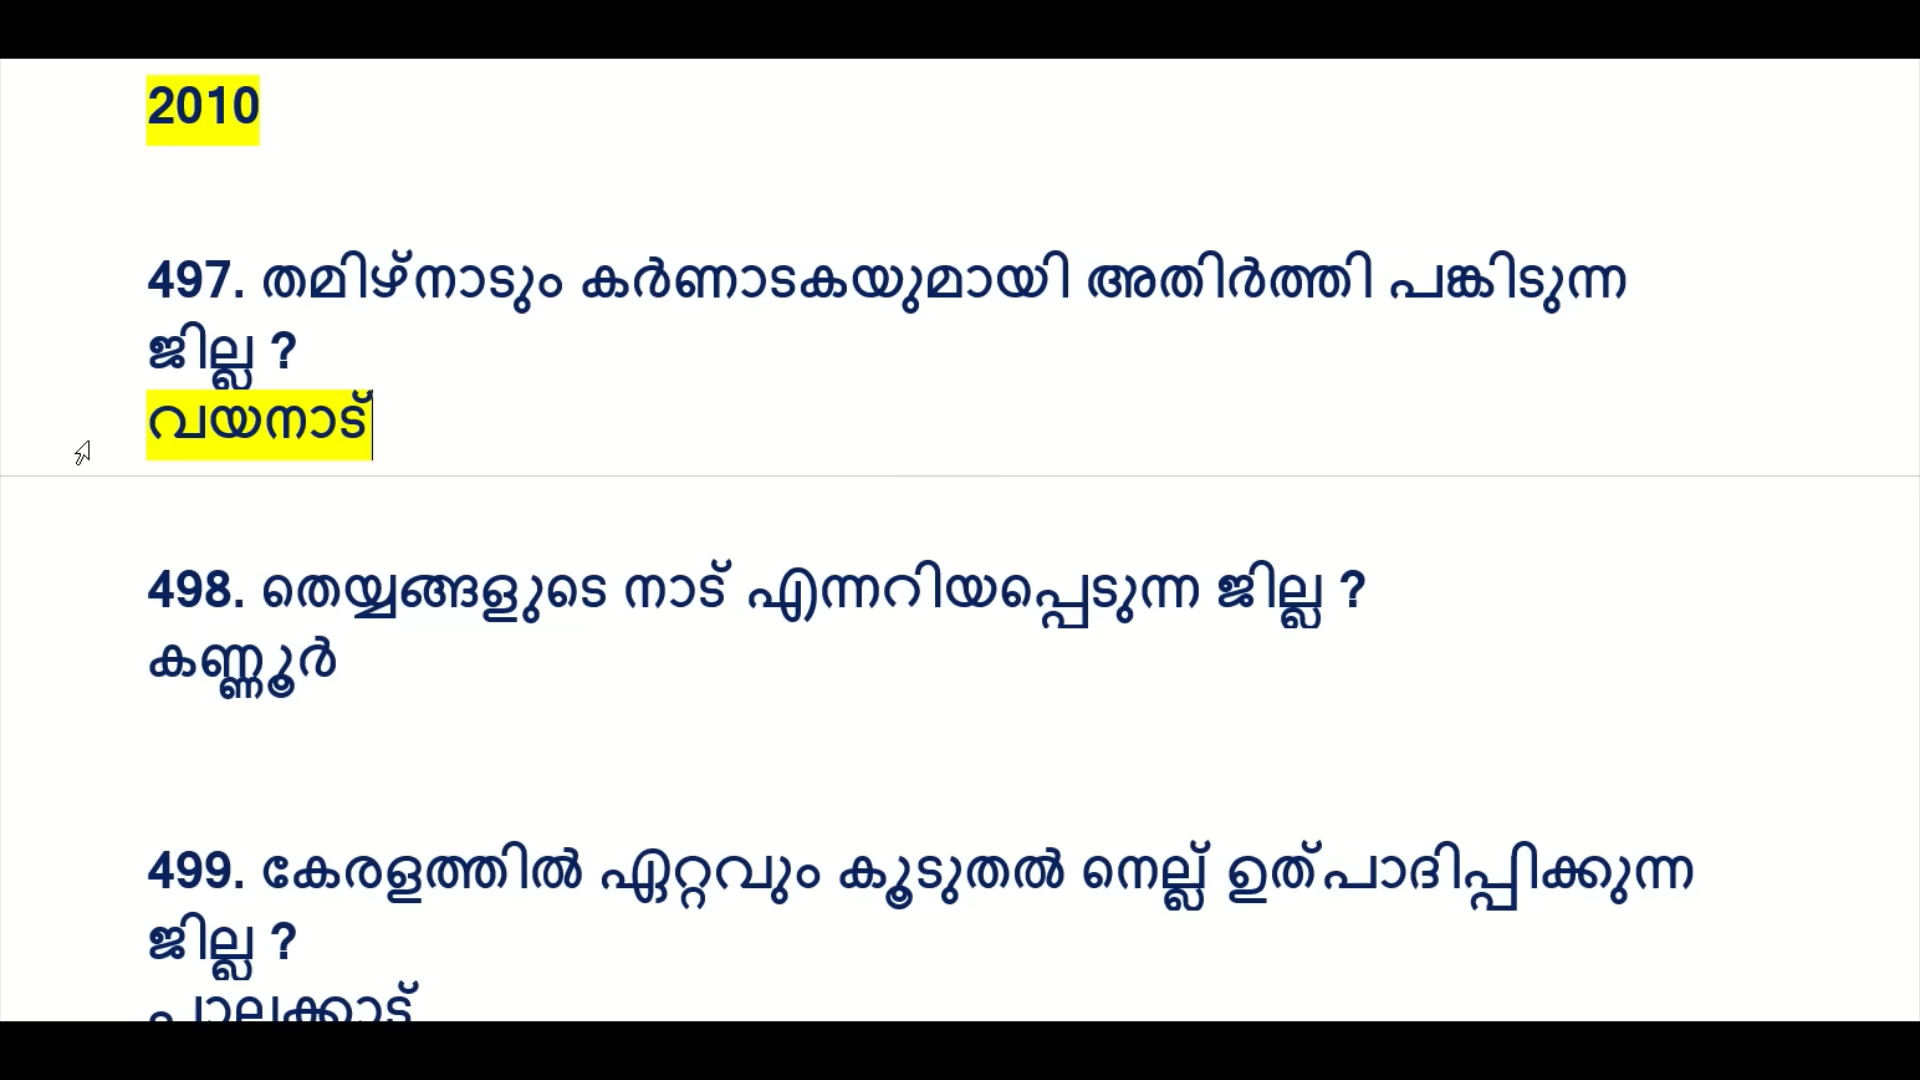 2010
497. തമിഴ്നാടും കർണാടകയുമായി അതിർത്തി പങ്കിടുന്ന
ജില്ല ?
വയനാട്
498. തെയ്യങ്ങളുടെ നാട് എന്നറിയപ്പെടുന്ന ജില്ല ?
കണ്ണൂർ
499. കേരളത്തിൽ ഏറ്റവും കൂടുതൽ നെല്ല് ഉത്പാദിപ്പിക്കുന്ന
ജില്ല ?
പാലക്കാട്